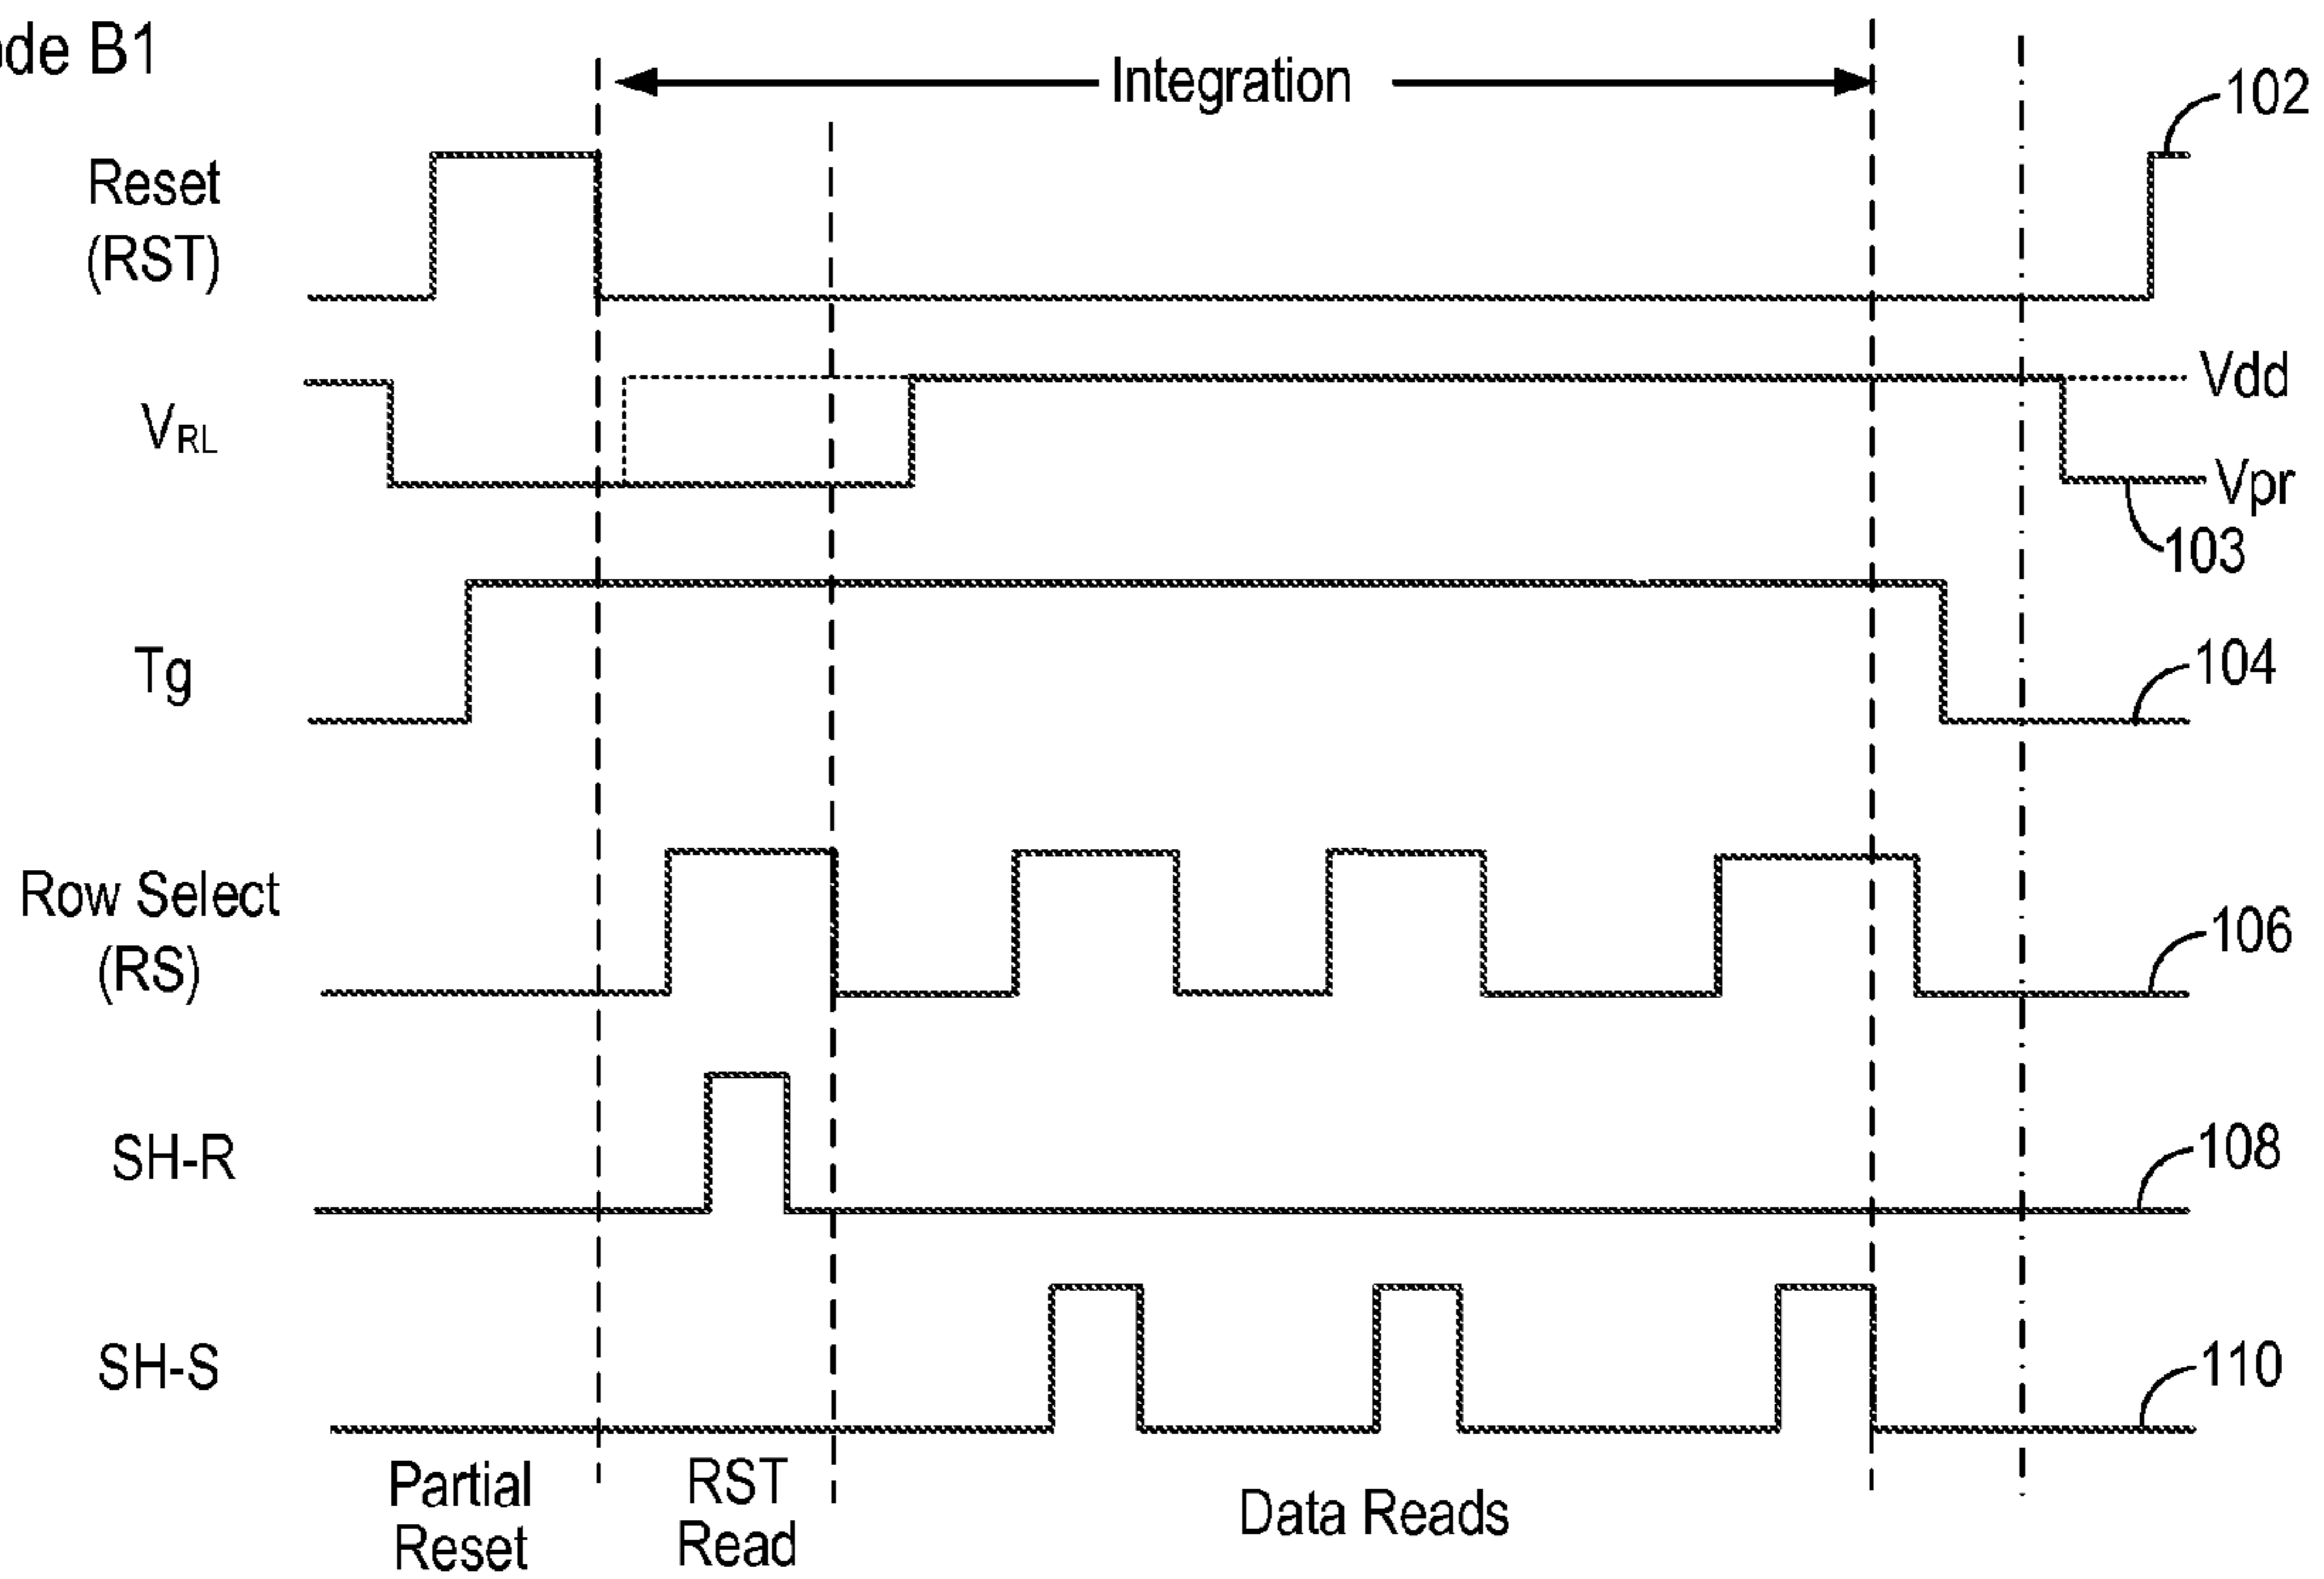 ode B1
Integration
102
Reset
(RST)
Vdd
VRL
Vpr
103
Tg
104
Row Select
(RS)
106
SH-R
108
SH-S
110
Partial
Reset
RST
Read
Data Reads